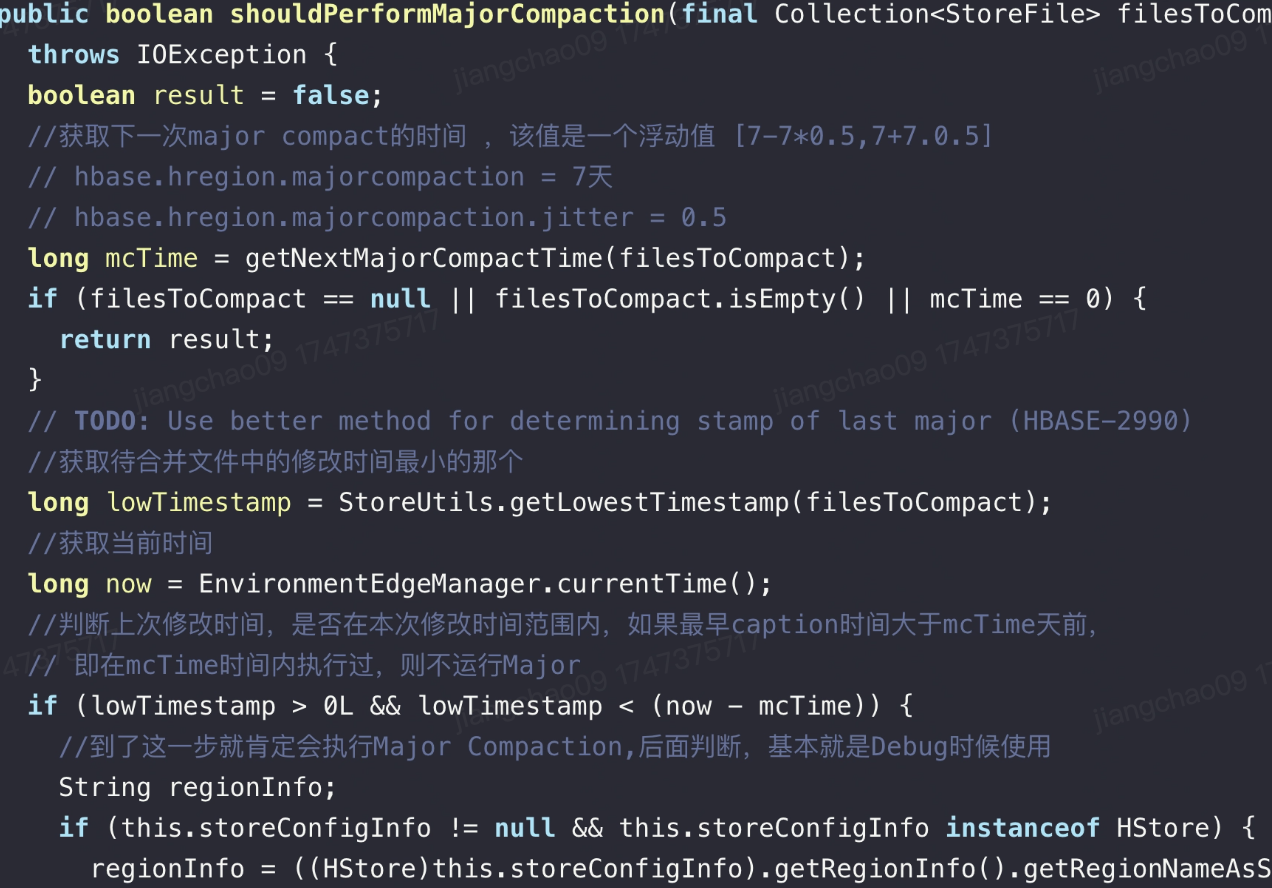 public boolean shouldPerformMajorCompaction(final Collection<StoreFile> filesToCom
throws IOException {
boolean result = false;
//获取下一次major compact的时间 ，该值是一个浮动值 [7-7*0.5,7+7.0.5]
// hbase.hregion.majorcompaction = 7天
// hbase.hregion.majorcompaction.jitter = 0.5
long mcTime = getNextMajorCompactTime(filesToCompact);
if (filesToCompact == null || filesToCompact.isEmpty() || mcTime == 0) {
return result;
}
// TODO: Use better method for determining stamp of last major (HBASE-2990)
//获取待合并文件中的修改时间最小的那个
long lowTimestamp = StoreUtils.getLowestTimestamp(filesToCompact);
//获取当前时间
long now = EnvironmentEdgeManager.currentTime();
//判断上次修改时间，是否在本次修改时间范围内，如果最早caption时间大于mcTime天前，
// 即在mcTime时间内执行过，则不运行Major
if (lowTimestamp > 0L && lowTimestamp < (now - mcTime)) {
//到了这一步就肯定会执行Major Compaction,后面判断，基本就是Debug时候使用
String regionInfo;
if (this.storeConfigInfo != null && this.storeConfigInfo instanceof HStore) {
regionInfo = ((HStore)this.storeConfigInfo).getRegionInfo().getRegionNameAsS
jiangchao09 1747375717